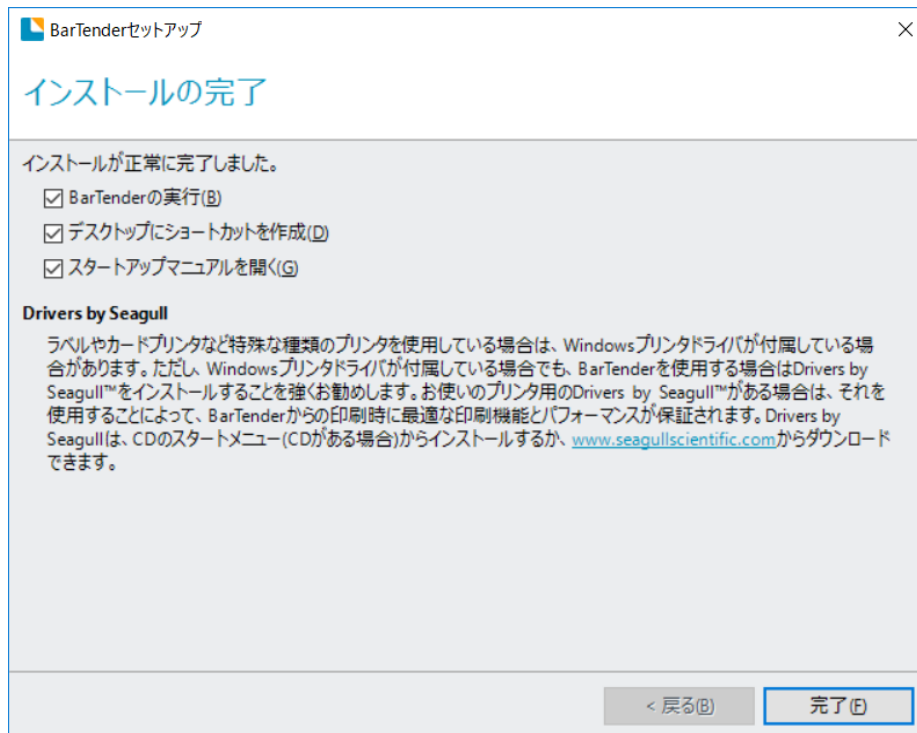 BarTenderセットアップ
インストールの完了
インストールが正常に完了しました。
BarTenderの実行(B)
デスクトップにショートカットを作成(D)
スタートアップマニュアルを開く(G)
Drivers by Seagull
ラベルやカードプリンタなど特殊な種類のプリンタを使用している場合は、Windowsプリンタドライバが付属している場
合があります。ただし、Windowsプリンタドライバが付属している場合でも、BarTenderを使用する場合はDrivers by
Seagull™をインストールすることを強くお勧めします。お使いのプリンタ用のDrivers by Seagull™がある場合は、それを
使用することによって、BarTenderからの印刷時に最適な印刷機能とパフォーマンスが保証されます。Drivers by
Seagullは、CDのスタートメニュー(CDがある場合)からインストールするか、www.seagullscientific.comからダウンロード
できます。
< 戻る(B)
完了(F)